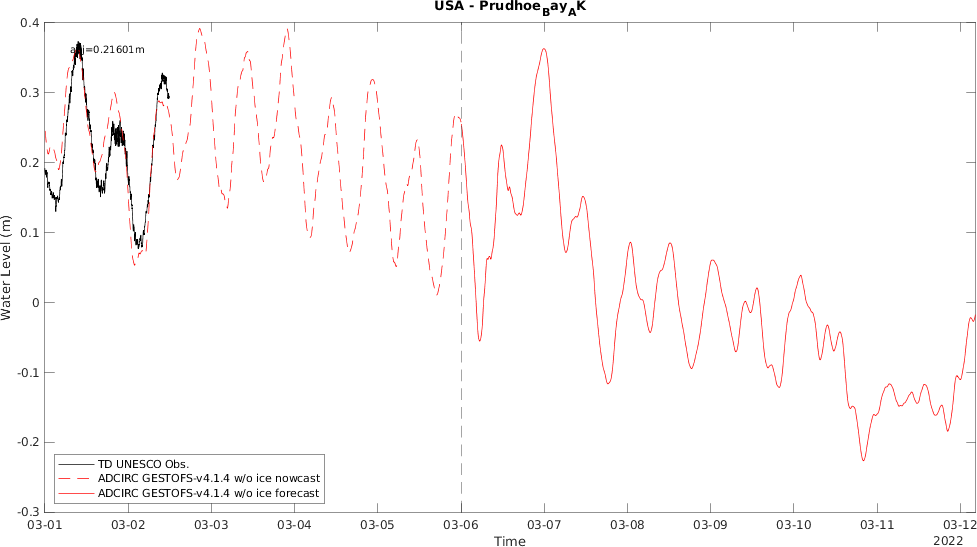 USA - Prudhoe_Bay_AK
0.4
0.3
0.2
0.1
0
-0.1
-0.2
-0.3
Water Level (m)
=0.21601m
TD UNESCO Obs.
ADCIRC GESTOFS-v4.1.4 w/o ice nowcast
ADCIRC GESTOFS-v4.1.4 w/o ice forecast
03-01 03-02 03-03 03-04 03-05 03-06 03-07 03-08 03-09 03-10 03-11 03-12
Time
2022